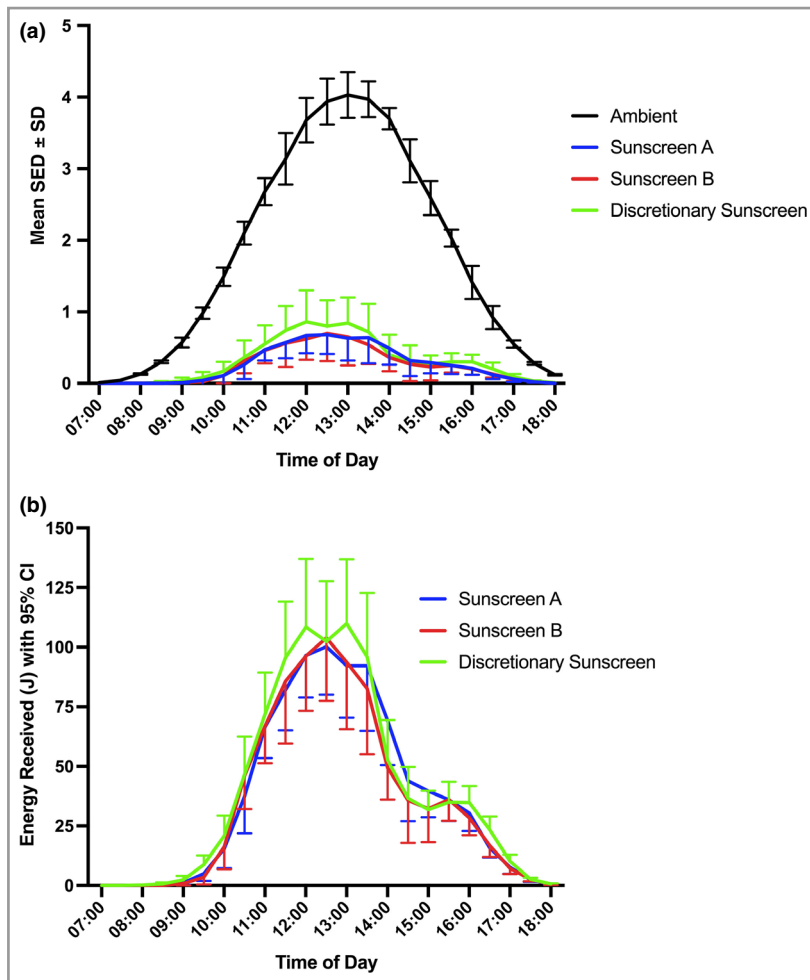 (a)
5
4
3
2
1
0
Mean SED ± SD
07:00
08:00
09:00
10:00
11:00
12:00
13:00
14:00
15:00
16:00
17:00
18:00
Time of Day
Ambient
Sunscreen A
Sunscreen B
Discretionary Sunscreen
(b)
150
125
100
75
50
25
0
Energy Received (J) with 95% CI
07:00
08:00
09:00
10:00
11:00
12:00
13:00
14:00
15:00
16:00
17:00
18:00
Time of Day
Sunscreen A
Sunscreen B
Discretionary Sunscreen